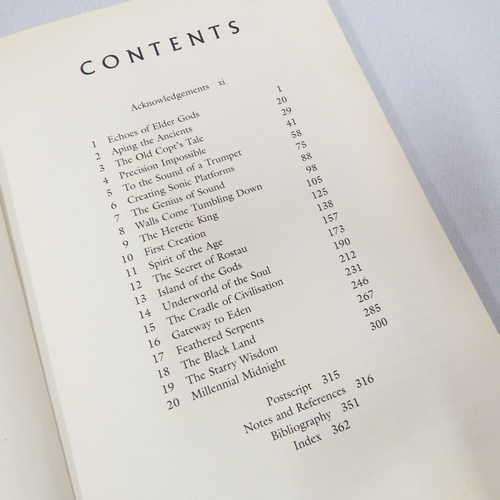 CONTENTS
Acknowledgements xi
1 Echoes of Elder Gods 1
2 Aping the Ancients 20
3 The Old Copt's Tale 29
4 Precision Impossible 41
5 To the Sound of a Trumpet 58
6 Creating Sonic Platforms 75
7 The Genius of Sound 88
8 Walls Come Tumbling Down 98
9 The Heretic King 105
10 First Creation 125
11 Spirit of the Age 138
12 The Secret of Rostau 157
13 Island of the Gods 173
14 Underworld of the Soul 190
15 The Cradle of Civilisation 212
16 Gateway to Eden 231
17 Feathered Serpents 246
18 The Black Land 267
19 The Starry Wisdom 285
20 Millennial Midnight 300
Postscript 315
Notes and References 316
Bibliography 351
Index 362